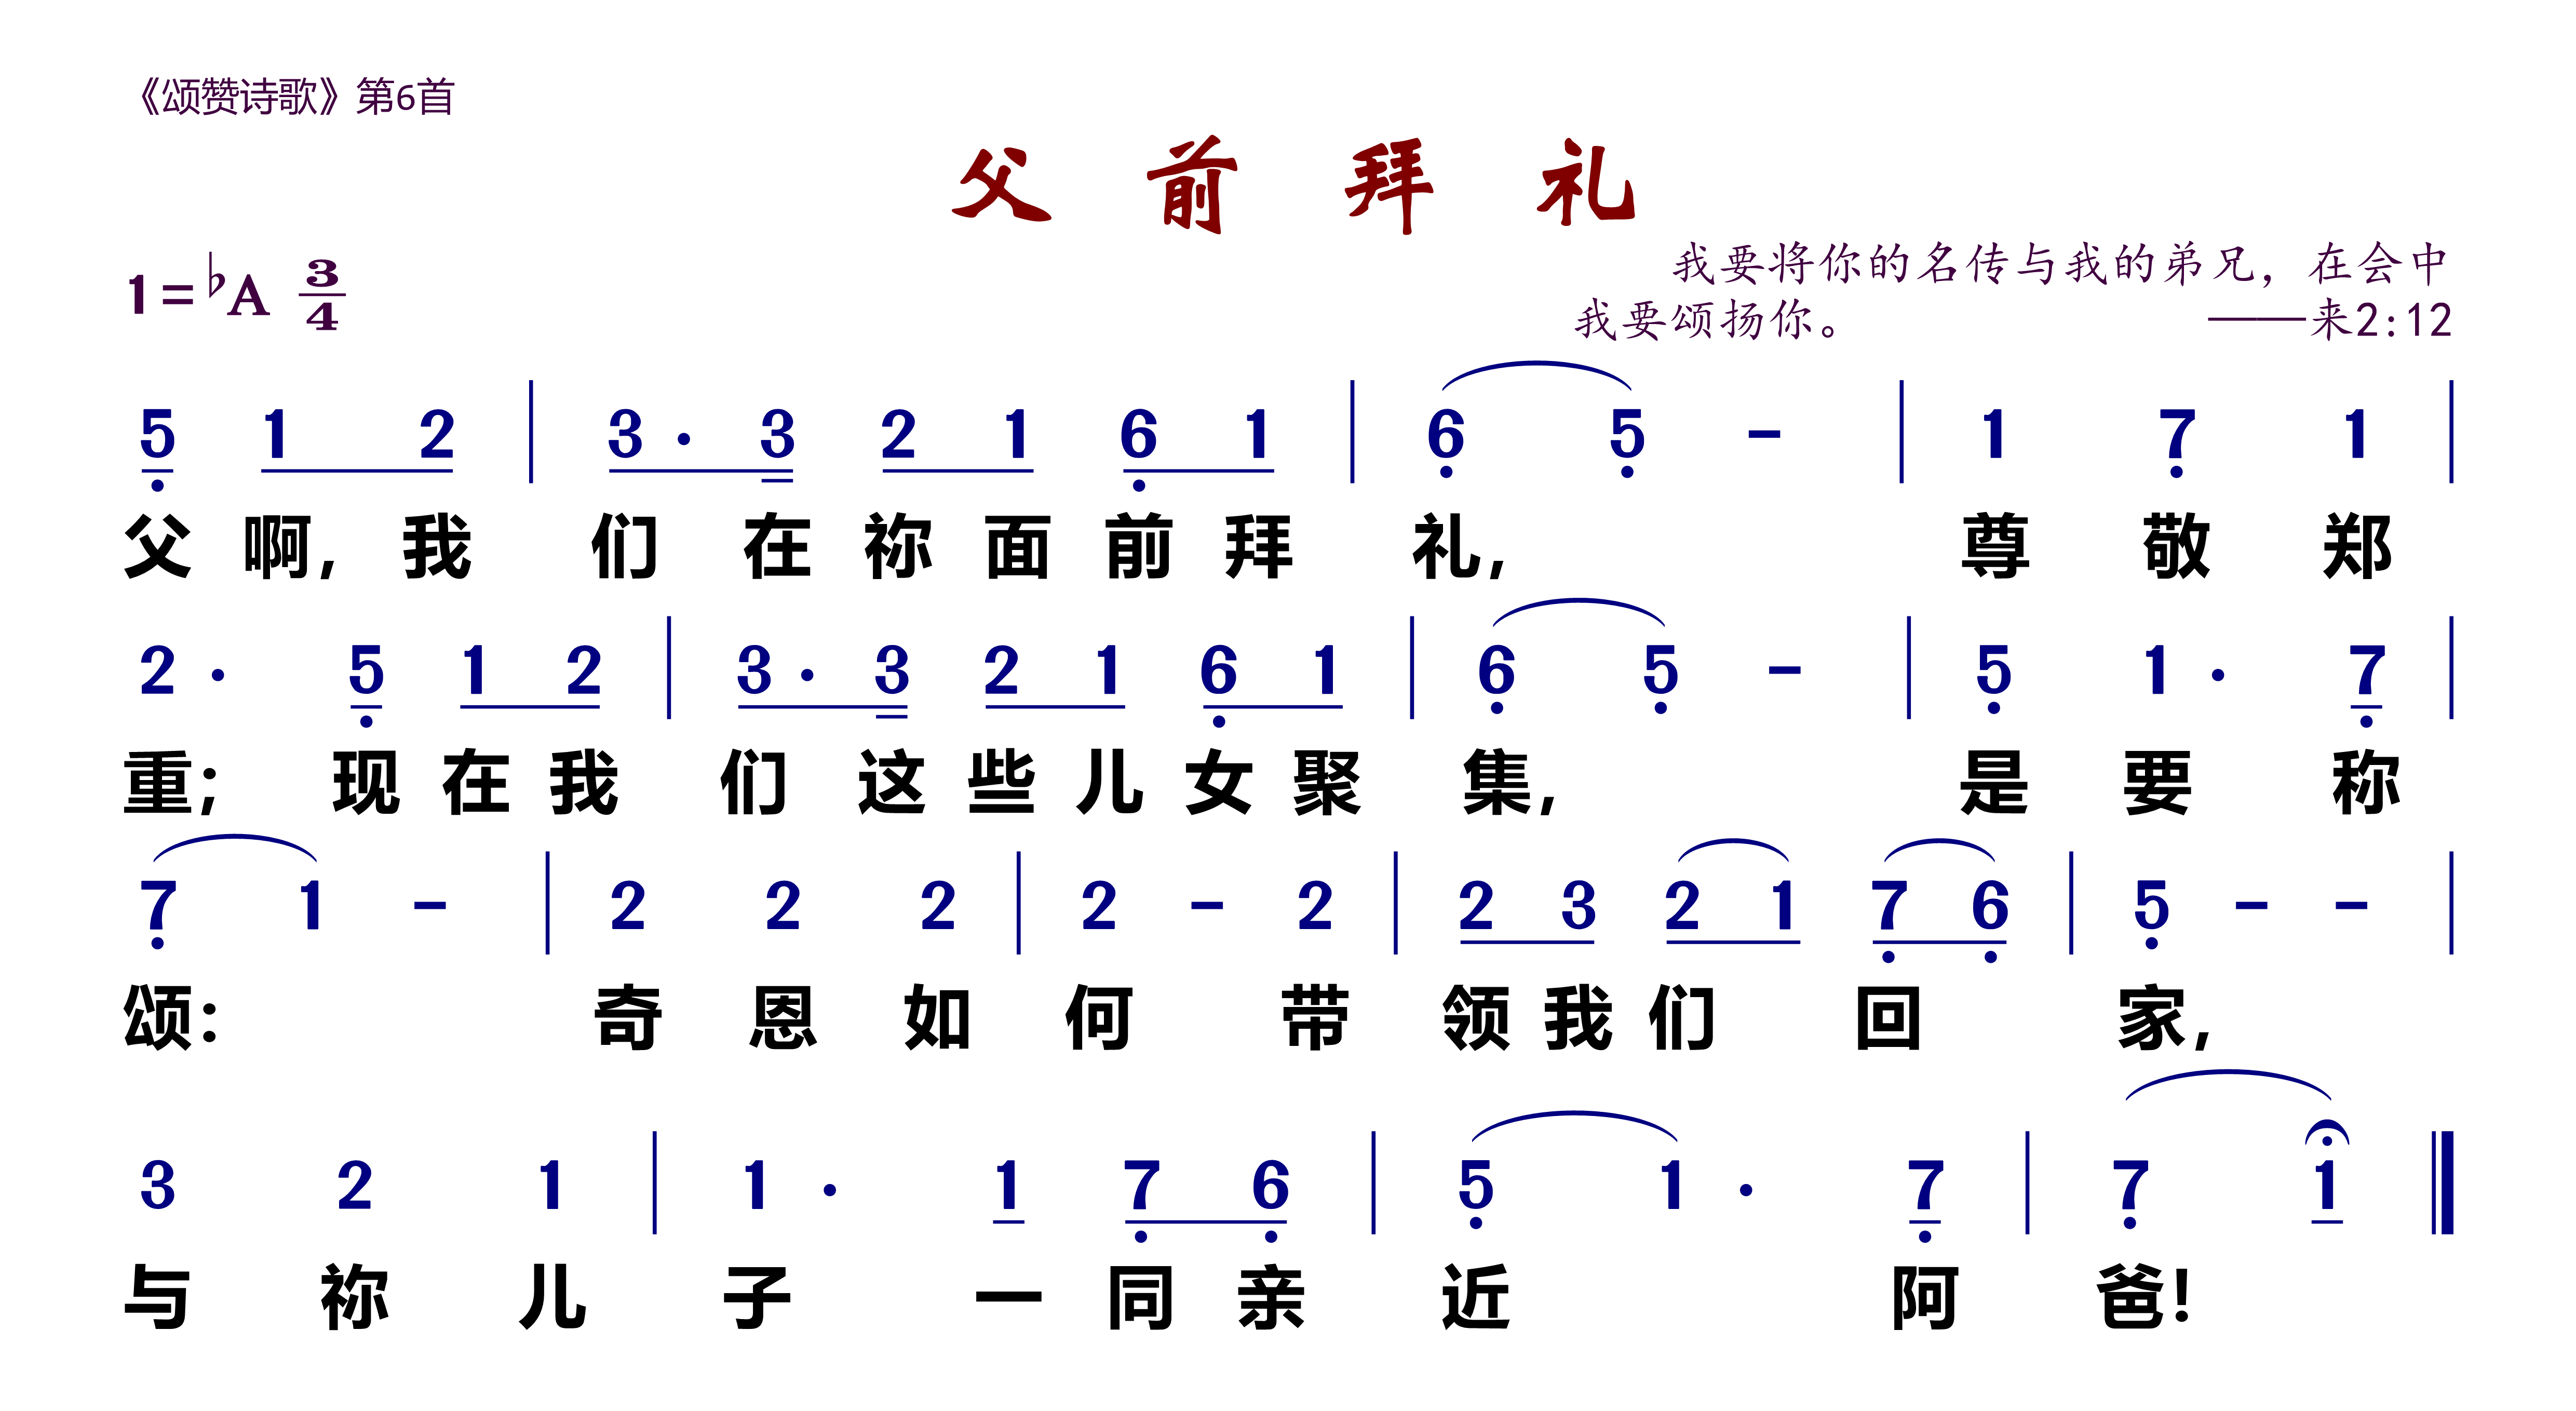 《颂赞诗歌》第6首
父 前 拜 礼
1=♭A 3/4
我要将你的名传与我的弟兄，在会中
我要颂扬你。 ——来2:12
5 1 2 | 3 · 3 2 1 6 1 | 6 5 - | 1 7 1 |
父 啊, 我 们 在 祢 面 前 拜 礼, 尊 敬 郑
2 · 5 1 2 | 3 · 3 2 1 6 1 | 6 5 - | 5 1 · 7 |
重; 现 在 我 们 这 些 儿 女 聚 集, 是 要 称
7 1 - | 2 2 2 | 2 - 2 | 2 3 2 1 7 6 | 5 - - |
颂: 奇 恩 如 何 带 领 我 们 回 家,
3 2 1 | 1 · 1 7 6 | 5 1 · 7 | 7 1 ‖
与 祢 儿 子 一 同 亲 近 阿 爸!